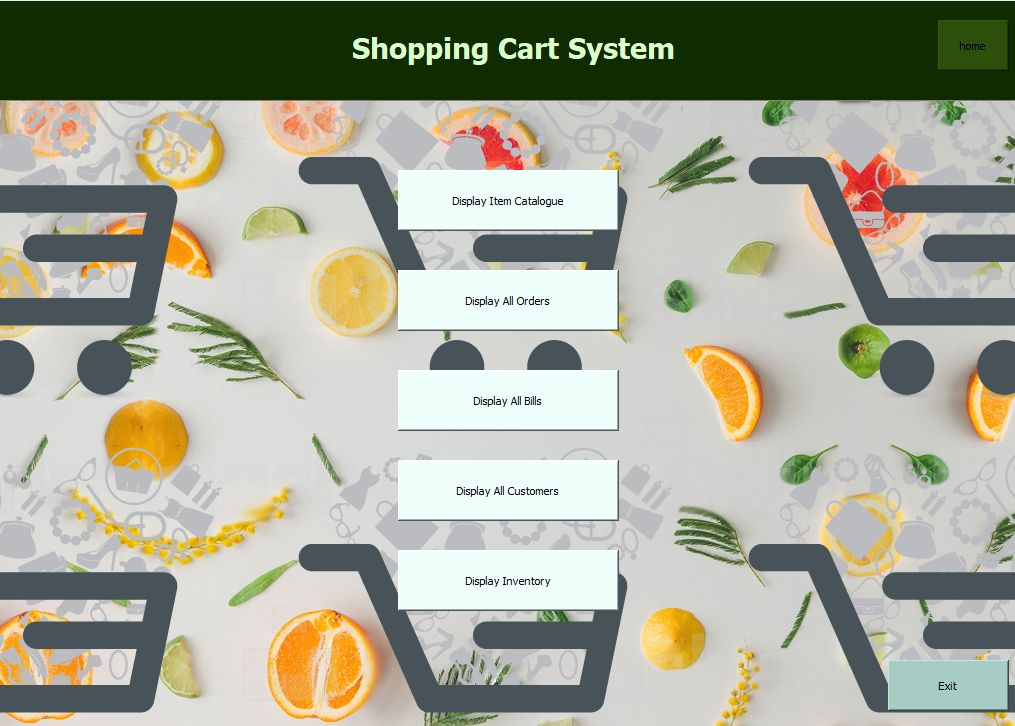 Shopping Cart System
home
Display Item Catalogue
Display All Orders
Display All Bills
Display All Customers
Display Inventory
Exit